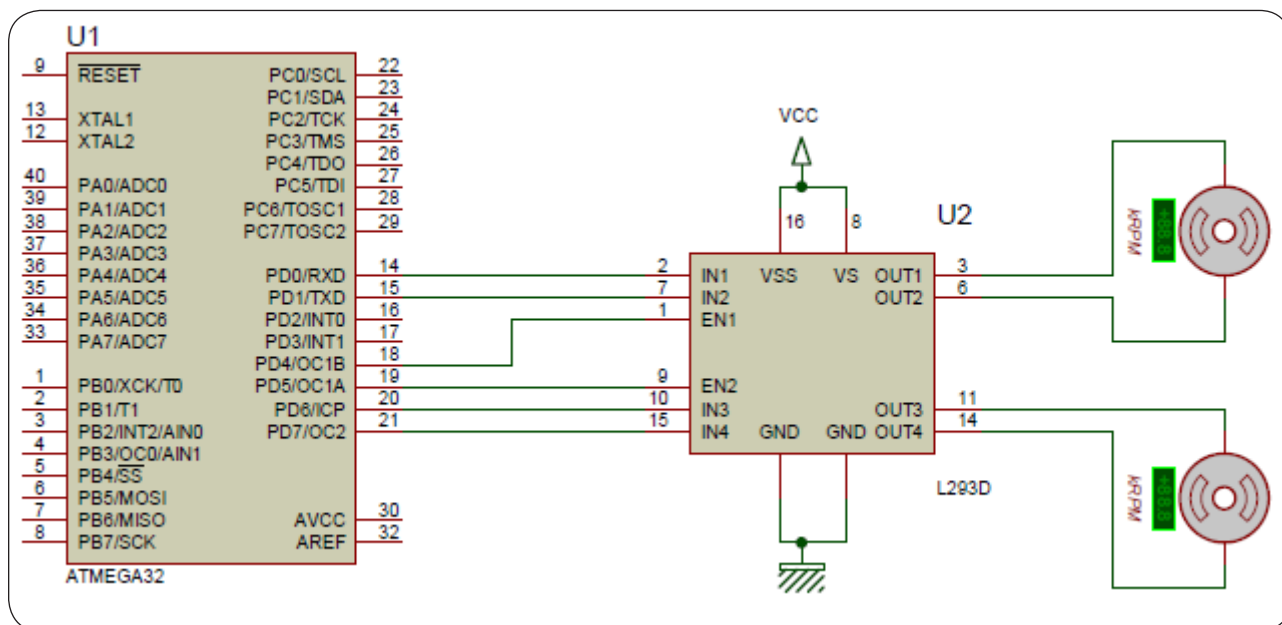 U1
9 RESET PC0/SCL 22
PC1/SDA 23
13 XTAL1 PC2/TCK 24
12 XTAL2 PC3/TMS 25
PC4/TDO 26
40 PA0/ADC0 PC5/TDI 27
39 PA1/ADC1 PC6/TOSC1 28
38 PA2/ADC2 PC7/TOSC2 29
37 PA3/ADC3
36 PA4/ADC4 PD0/RXD 14
35 PA5/ADC5 PD1/TXD 15
34 PA6/ADC6 PD2/INT0 16
33 PA7/ADC7 PD3/INT1 17
PD4/OC1B 18
1 PB0/XCK/T0 PD5/OC1A 19
2 PB1/T1 PD6/ICP 20
3 PB2/INT2/AIN0 PD7/OC2 21
4 PB3/OC0/AIN1
5 PB4/SS
6 PB5/MOSI
7 PB6/MISO AVCC 30
8 PB7/SCK AREF 32
ATMEGA32
VCC
16 8
U2
2 IN1 VSS VS OUT1 3
7 IN2 OUT2 6
1 EN1
9 EN2
10 IN3 OUT3 11
15 IN4 GND GND OUT4 14
L293D
+88.8
kRPM
+88.8
kRPM